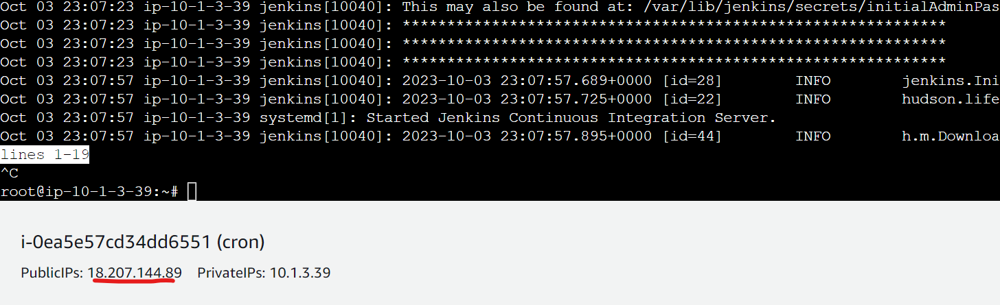 Oct 03 23:07:23 ip-10-1-3-39 jenkins[10040]: This may also be found at: /var/lib/jenkins/secrets/initialAdminPas
Oct 03 23:07:23 ip-10-1-3-39 jenkins[10040]: *************************************************************
Oct 03 23:07:23 ip-10-1-3-39 jenkins[10040]: *************************************************************
Oct 03 23:07:23 ip-10-1-3-39 jenkins[10040]: *************************************************************
Oct 03 23:07:57 ip-10-1-3-39 jenkins[10040]: 2023-10-03 23:07:57.689+0000 [id=28] INFO jenkins.Ini
Oct 03 23:07:57 ip-10-1-3-39 jenkins[10040]: 2023-10-03 23:07:57.725+0000 [id=22] INFO hudson.life
Oct 03 23:07:57 ip-10-1-3-39 systemd[1]: Started Jenkins Continuous Integration Server.
Oct 03 23:07:57 ip-10-1-3-39 jenkins[10040]: 2023-10-03 23:07:57.895+0000 [id=44] INFO h.m.Downloa
lines 1-19
^C
root@ip-10-1-3-39:~#
i-0ea5e57cd34dd6551 (cron)
PublicIPs: 18.207.144.89 PrivateIPs: 10.1.3.39